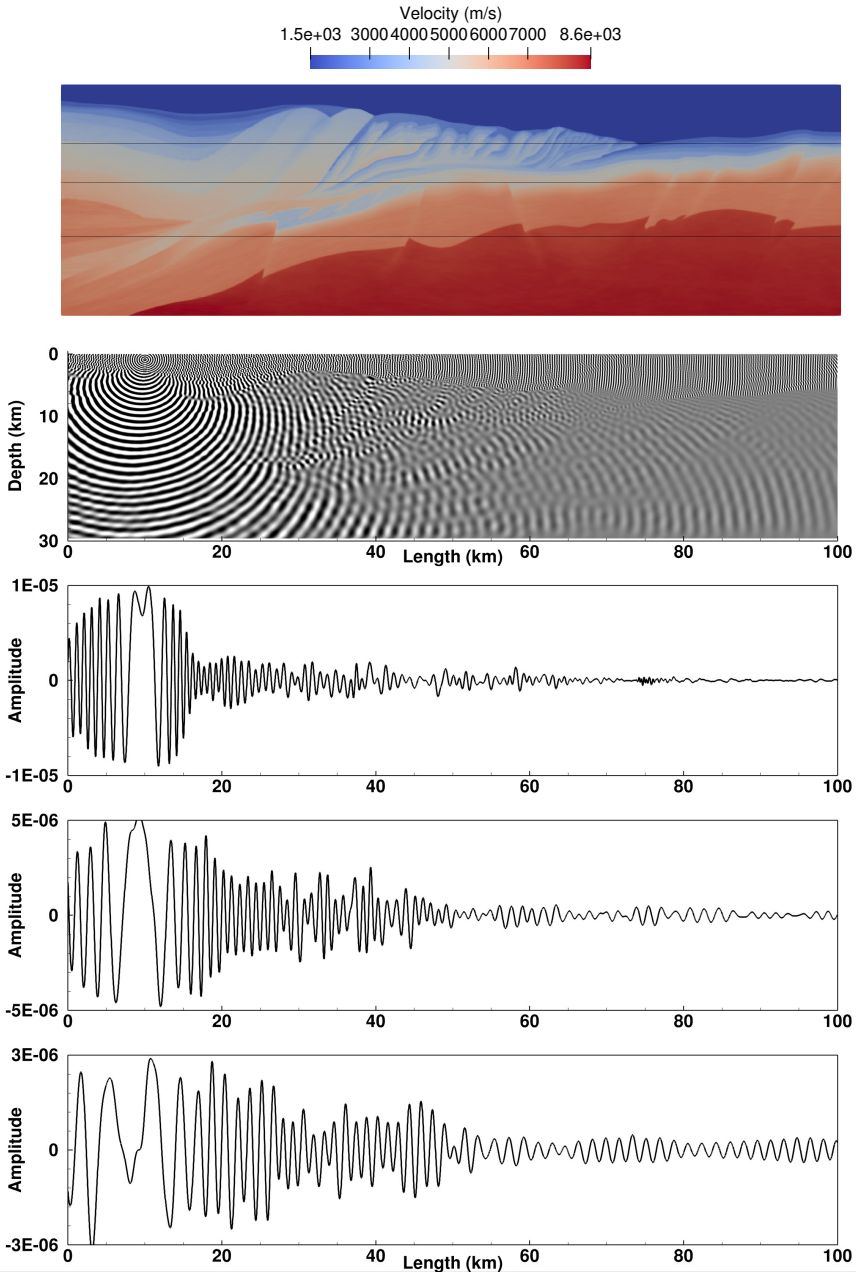 Velocity (m/s)
1.5e+03 3000 4000 5000 6000 7000 8.6e+03
0
10
20
30
Depth (km)
0 20 40 60 80 100
Length (km)
1E-05
0
-1E-05
Amplitude
0 20 40 60 80 100
5E-06
0
-5E-06
Amplitude
0 20 40 60 80 100
3E-06
0
-3E-06
Amplitude
0 20 40 60 80 100
Length (km)